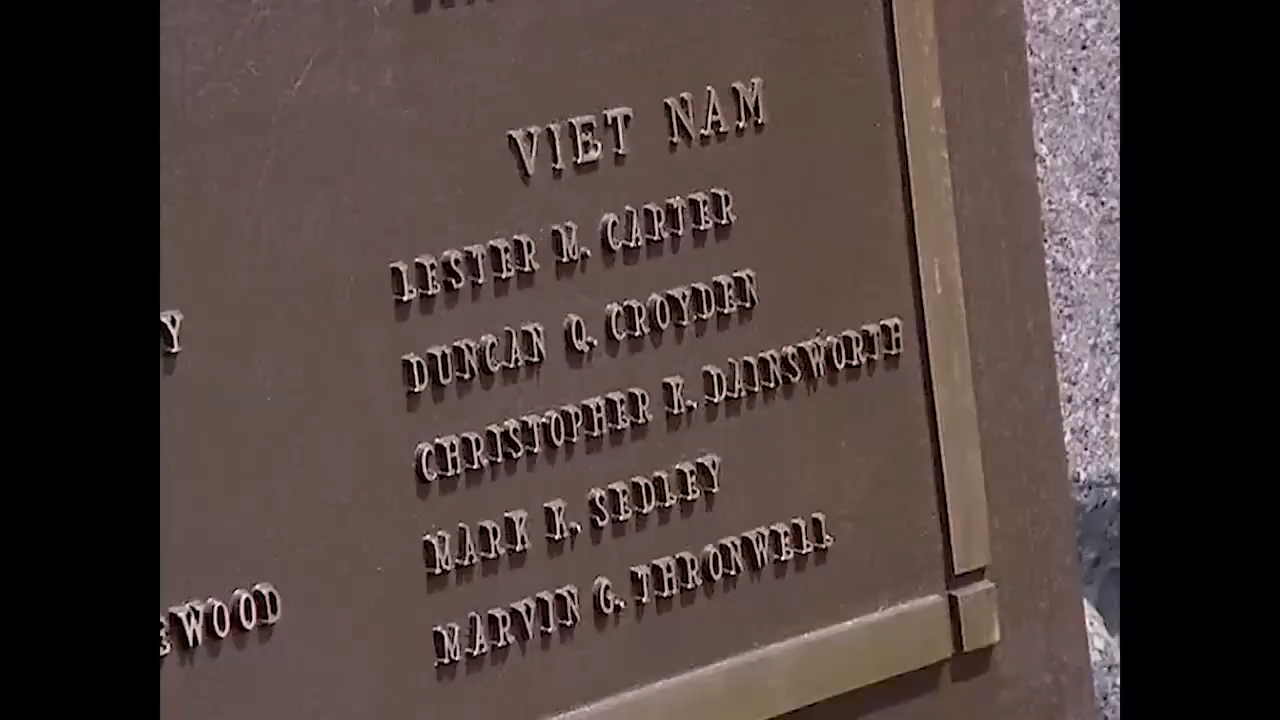 VIET NAM
LESTER M. CARTER
DUNCAN Q. CROYDEN
CHRISTOPHER K. DAINSWORTH
MARK K. SEDLEY
MARVIN G. THRONWELL